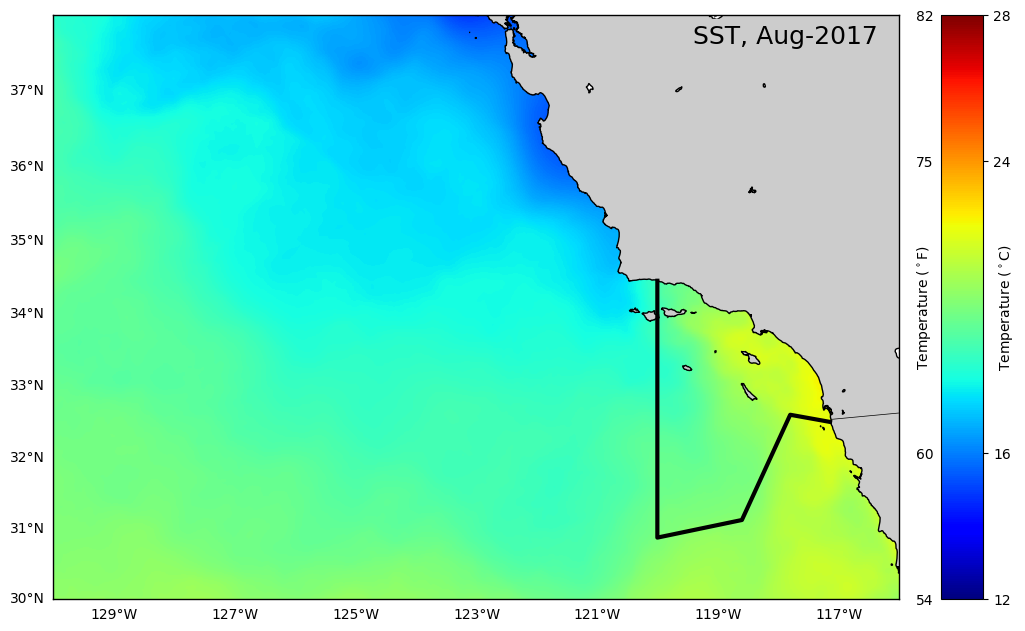 SST, Aug-2017
37°N
36°N
35°N
34°N
33°N
32°N
31°N
30°N
129°W
127°W
125°W
123°W
121°W
119°W
117°W
82
75
60
54
Temperature (°F)
28
24
16
12
Temperature (°C)